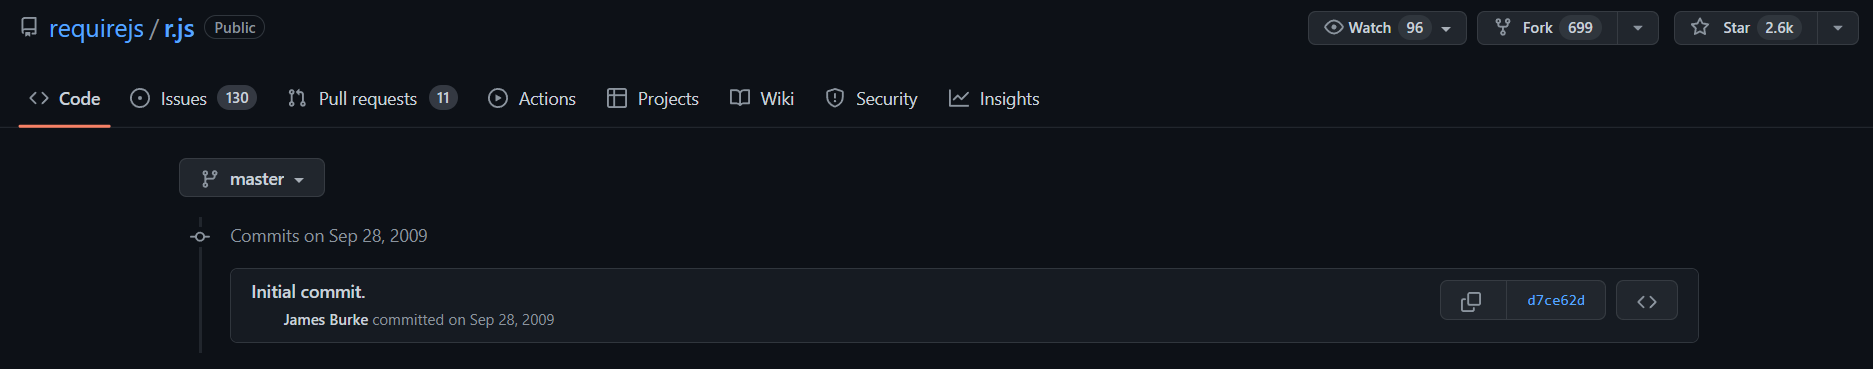 requirejs / r.js Public Watch 96 Fork 699 Star 2.6k
Code Issues 130 Pull requests 11 Actions Projects Wiki Security Insights
master
Commits on Sep 28, 2009
Initial commit.
d7ce62d
James Burke committed on Sep 28, 2009